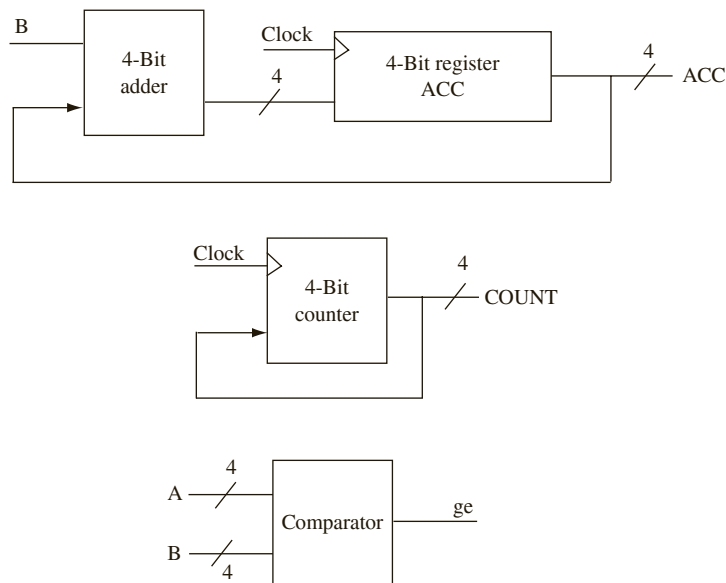 B
4-Bit
adder
4
Clock
4-Bit register
ACC
4
ACC
Clock
4-Bit
counter
4
COUNT
A
4
B
4
Comparator
ge